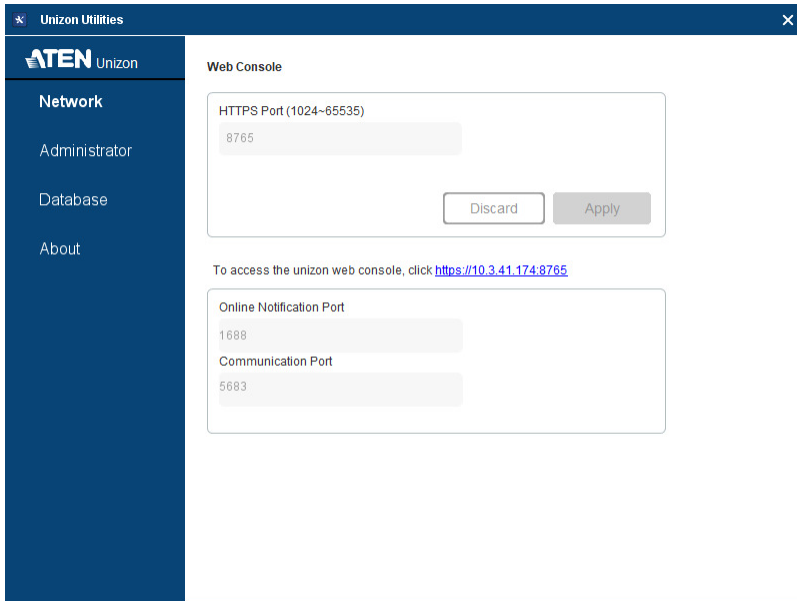 Unizon Utilities
ATEN Unizon
Network
Administrator
Database
About
Web Console
HTTPS Port (1024~65535)
8765
Discard
Apply
To access the unizon web console, click https://10.3.41.174:8765
Online Notification Port
1688
Communication Port
5683